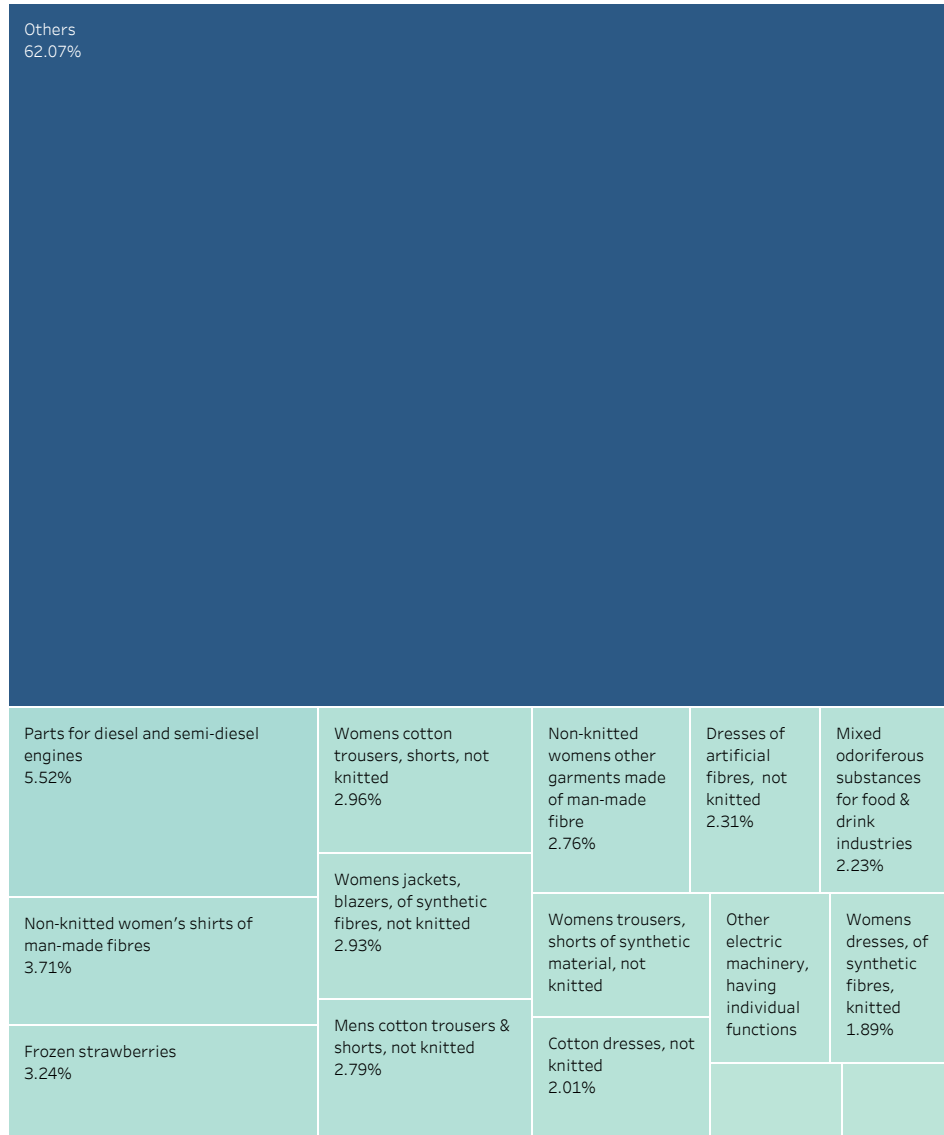 Others
62.07%
Parts for diesel and semi-diesel
engines
5.52%
Non-knitted women's shirts of
man-made fibres
3.71%
Frozen strawberries
3.24%
Womens cotton
trousers, shorts, not
knitted
2.96%
Womens jackets,
blazers, of synthetic
fibres, not knitted
2.93%
Mens cotton trousers &
shorts, not knitted
2.79%
Non-knitted
womens other
garments made
of man-made
fibre
2.76%
Dresses of
artificial
fibres,  not
knitted
2.31%
Mixed
odoriferous
substances
for food &
drink
industries
2.23%
Womens trousers,
shorts of synthetic
material, not
knitted
Cotton dresses, not
knitted
2.01%
Other
electric
machinery,
having
individual
functions
Womens
dresses, of
synthetic
fibres,
knitted
1.89%